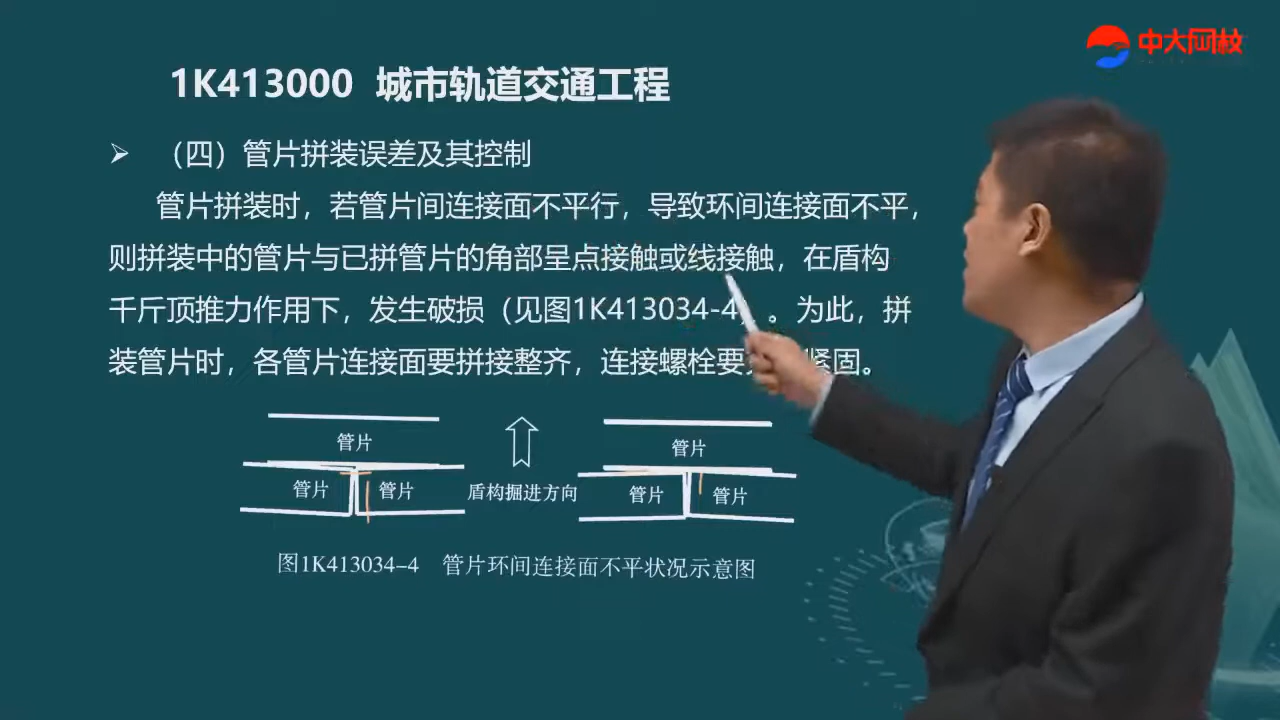 中大网校
1K413000 城市轨道交通工程
（四）管片拼装误差及其控制
管片拼装时，若管片间连接面不平行，导致环间连接面不平，
则拼装中的管片与已拼管片的角部呈点接触或线接触，在盾构
千斤顶推力作用下，发生破损（见图1K413034-4）。为此，拼
装管片时，各管片连接面要拼接整齐，连接螺栓要 紧固。
管片 管片
管片 管片 盾构掘进方向 管片 管片
图1K413034-4 管片环间连接面不平状况示意图